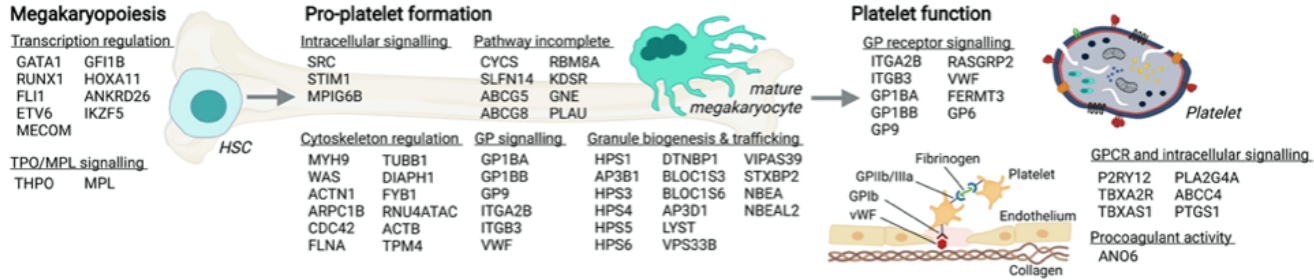 Megakaryopoiesis
Transcription regulation
GATA1 GFI1B
RUNX1 HOXA11
FLI1 ANKRD26
ETV6 IKZF5
MECOM
TPO/MPL signalling
THPO MPL
HSC
Pro-platelet formation
Intracellular signalling
SRC
STIM1
MPIG6B
Pathway incomplete
CYCS RBM8A
SLFN14 KDSR
ABCG5 GNE
ABCG8 PLAU
mature
megakaryocyte
Cytoskeleton regulation
MYH9 TUBB1
WAS DIAPH1
ACTN1 FYB1
ARPC1B RNU4ATAC
CDC42 ACTB
FLNA TPM4
GP signalling
GP1BA
GP1BB
GP9
ITGA2B
ITGB3
VWF
Granule biogenesis & trafficking
HPS1 DTNBP1 VIPAS39
AP3B1 BLOC1S3 STXBP2
HPS3 BLOC1S6 NBEA
HPS4 AP3D1 NBEAL2
HPS5 LYST
HPS6 VPS33B
Platelet function
GP receptor signalling
ITGA2B RASGRP2
ITGB3 VWF
GP1BA FERMT3
GP1BB GP6
GP9
Platelet
Fibrinogen
GPIIb/IIIa
GPIb
vWF
Platelet
Endothelium
Collagen
GPCR and intracellular signalling
P2RY12 PLA2G4A
TBXA2R ABCC4
TBXAS1 PTGS1
Procoagulant activity
ANO6